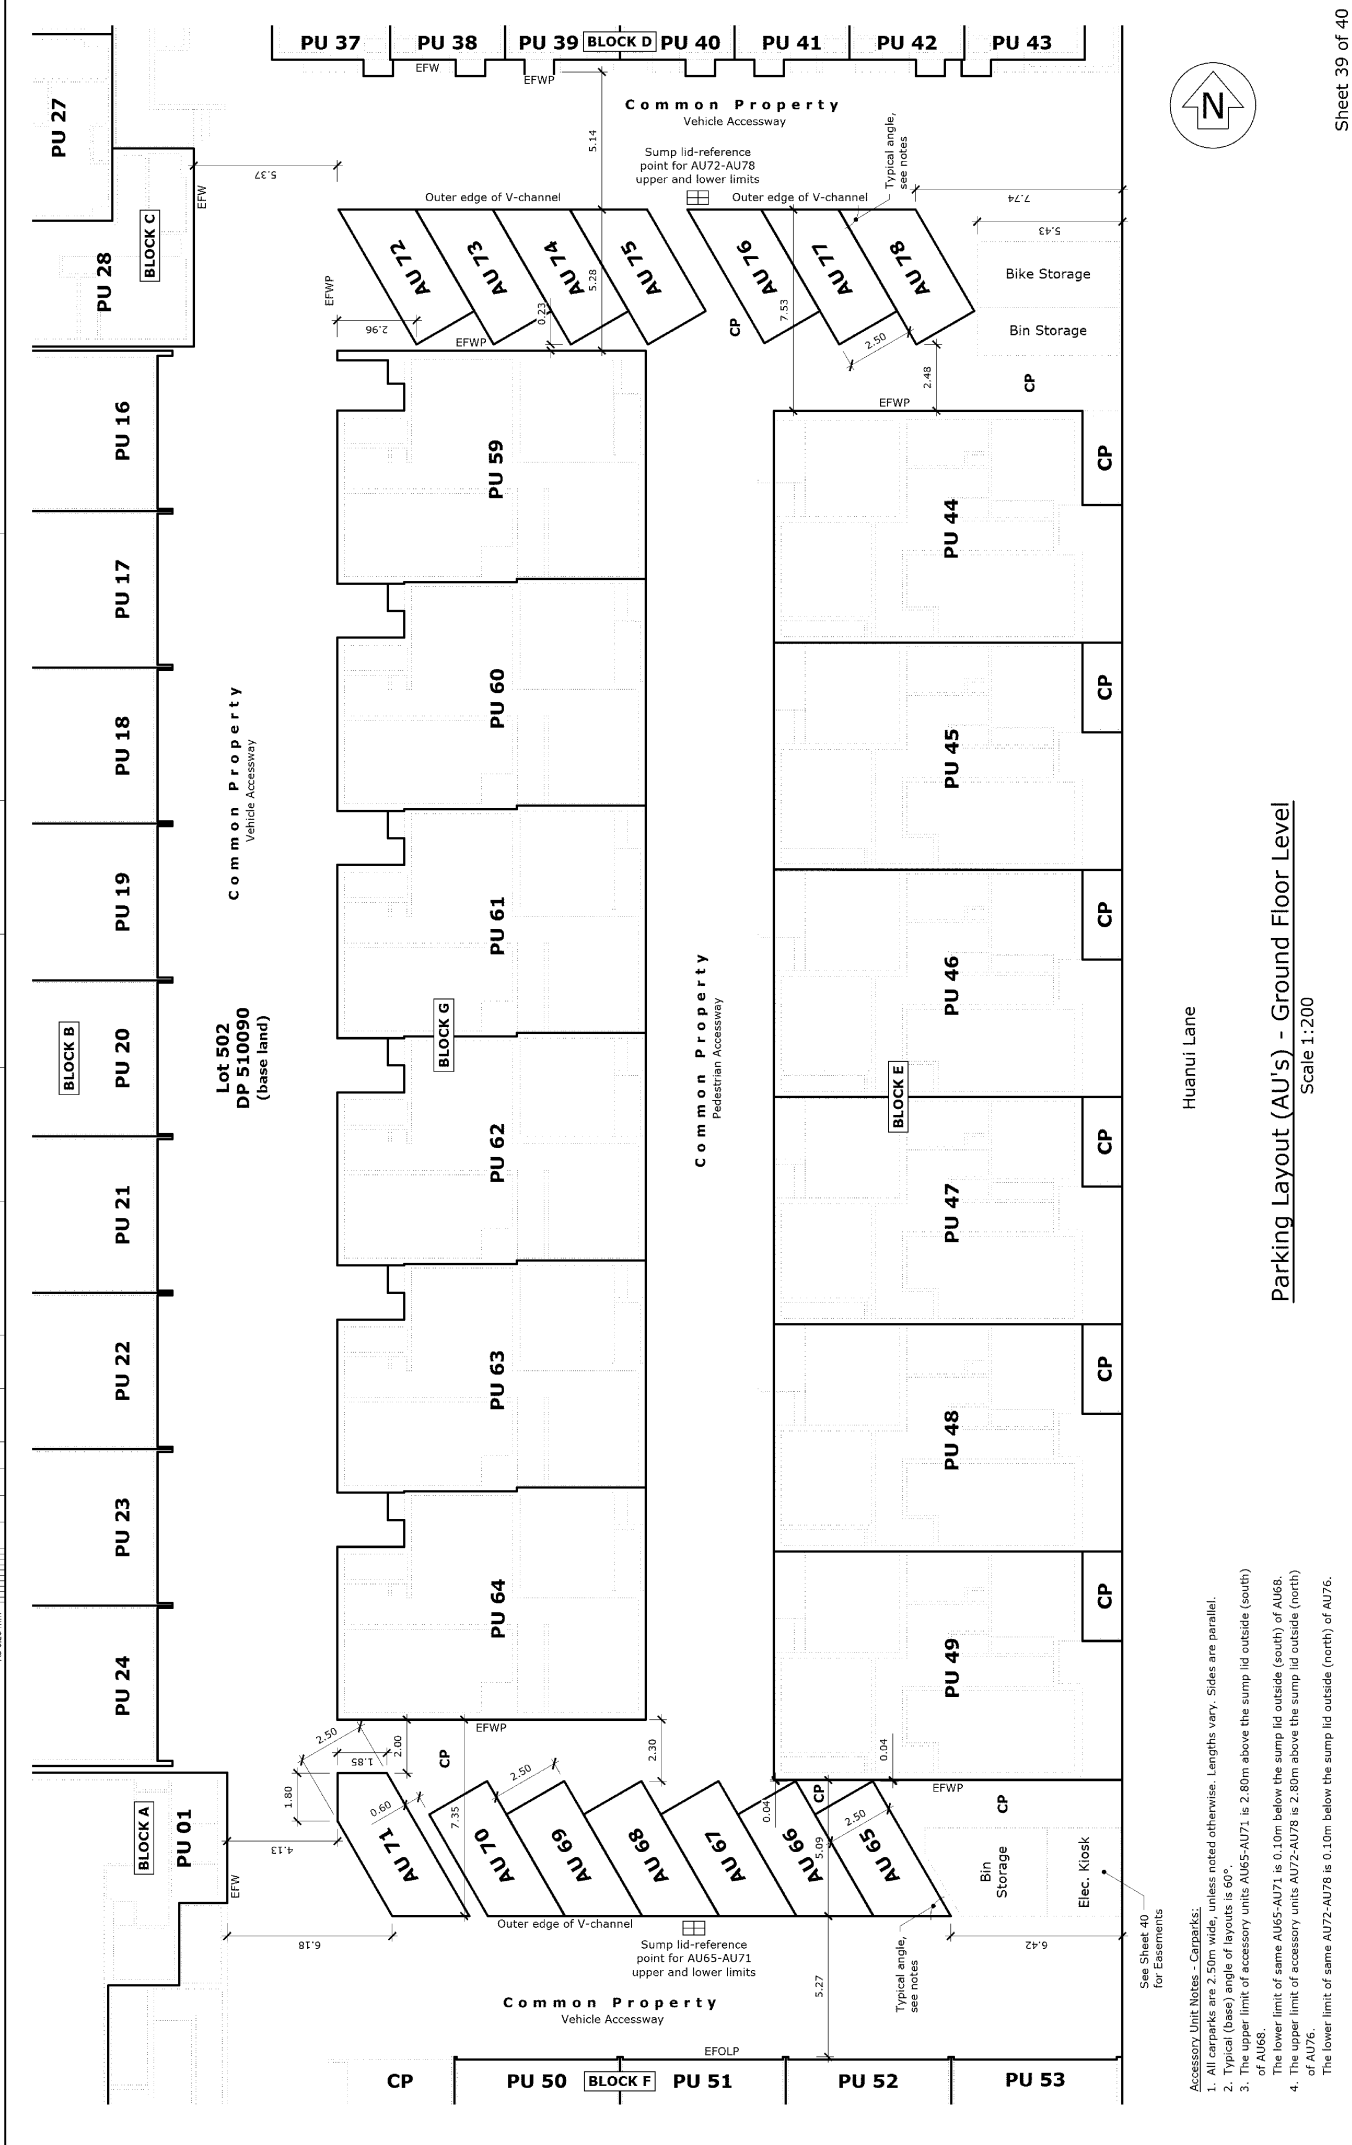 PU 37
PU 38
PU 39
BLOCK D
PU 40
PU 41
PU 42
PU 43
Sheet 39 of 40
N
EFW
EFWP
Common Property
Vehicle Accessway
PU 27
5.14
Sump lid-reference
point for AU72-AU78
upper and lower limits
Typical angle,
see notes
5.37
EFW
Outer edge of V-channel
Outer edge of V-channel
7.74
5.43
BLOCK C
PU 28
AU 72
AU 73
AU 74
AU 75
AU 76
AU 77
AU 78
Bike Storage
Bin Storage
EFWP
2.96
5.28
0.23
7.53
CP
2.50
2.48
CP
EFWP
EFWP
PU 16
PU 59
PU 44
CP
PU 17
PU 60
PU 45
CP
PU 18
Common Property
Vehicle Accessway
PU 19
PU 61
PU 46
CP
Common Property
Pedestrian Accessway
BLOCK B
PU 20
Lot 502
DP 510090
(base land)
BLOCK G
BLOCK E
Huanui Lane
Parking Layout (AU's) - Ground Floor Level
Scale 1:200
PU 62
PU 47
CP
PU 21
PU 22
PU 63
PU 48
CP
PU 23
PU 64
PU 49
CP
PU 24
EFWP
2.50
1.85
2.00
CP
2.30
0.04
EFWP
1.80
0.60
7.35
2.50
0.04
CP
5.09
2.50
CP
BLOCK A
PU 01
4.13
EFW
AU 71
AU 70
AU 69
AU 68
AU 67
AU 66
AU 65
Bin
Storage
Elec. Kiosk
Outer edge of V-channel
6.18
Sump lid-reference
point for AU65-AU71
upper and lower limits
6.42
Typical angle,
see notes
See Sheet 40
for Easements
5.27
Common Property
Vehicle Accessway
EFOLP
CP
PU 50
BLOCK F
PU 51
PU 52
PU 53
Accessory Unit Notes - Carparks:
1. All carparks are 2.50m wide, unless noted otherwise. Lengths vary. Sides are parallel.
2. Typical (base) angle of layouts is 60°.
3. The upper limit of accessory units AU65-AU71 is 2.80m above the sump lid outside (south)
of AU68.
The lower limit of same AU65-AU71 is 0.10m below the sump lid outside (south) of AU68.
4. The upper limit of accessory units AU72-AU78 is 2.80m above the sump lid outside (north)
of AU76.
The lower limit of same AU72-AU78 is 0.10m below the sump lid outside (north) of AU76.